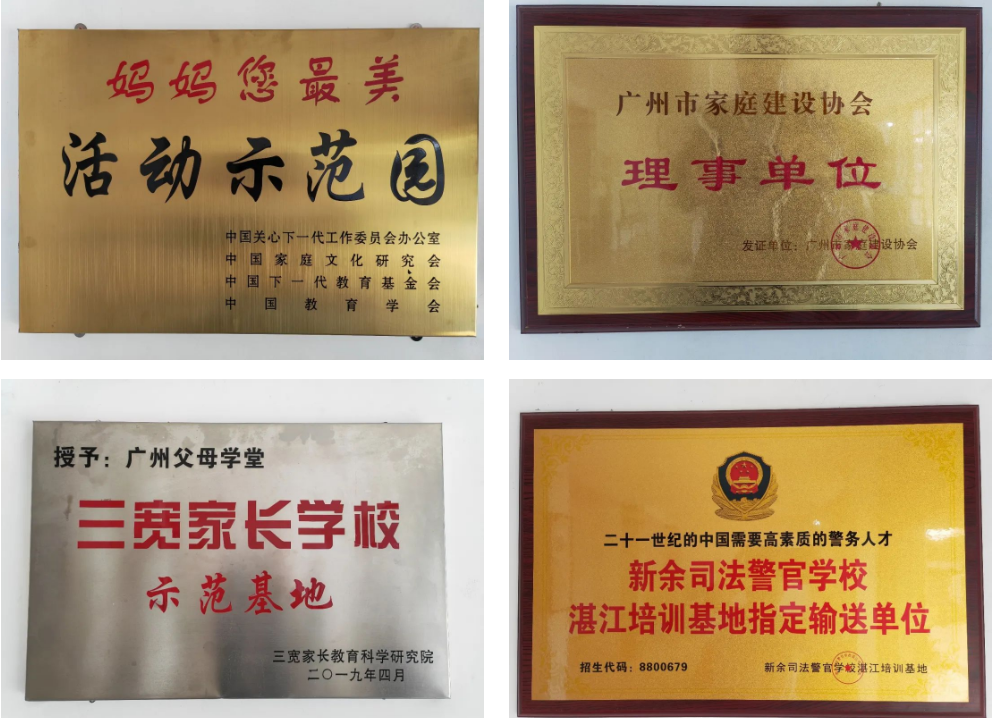 妈妈您最美
活动示范园
中国关心下一代工作委员会办公室
中国家庭文化研究会
中国下一代教育基金会
中国教育学会
广州市家庭建设协会
理事单位
发证单位：广州市家庭建设协会
授予：广州父母学堂
三宽家长学校
示范基地
三宽家长教育科学研究院
二〇一九年四月
二十一世纪的中国需要高素质的警务人才
新余司法警官学校
湛江培训基地指定输送单位
招生代码：8800679
新余司法警官学校湛江培训基地